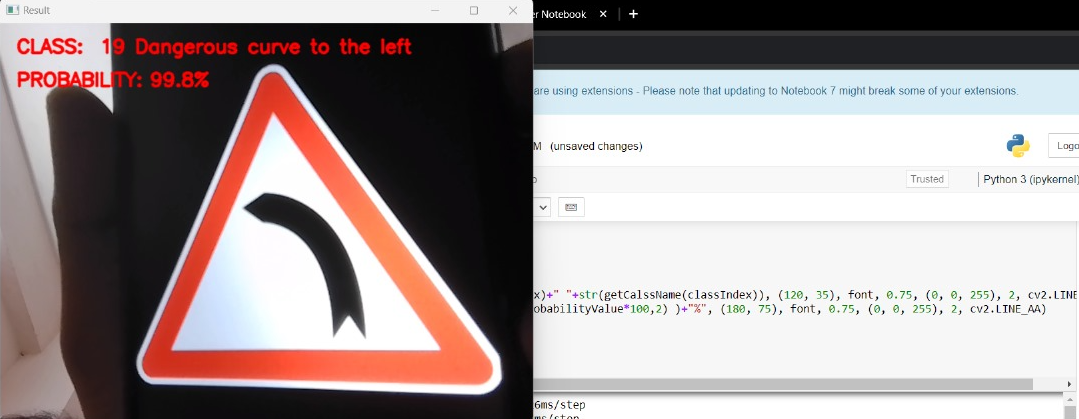 Result
CLASS: 19 Dangerous curve to the left
PROBABILITY: 99.8%
er Notebook
are using extensions - Please note that updating to Notebook 7 might break some of your extensions.
M (unsaved changes)
Logo
Trusted
Python 3 (ipykernel)
x)+" "+str(getCalssName(classIndex)), (120, 35), font, 0.75, (0, 0, 255), 2, cv2.LINE
obabilityValue*100,2) )+"%", (180, 75), font, 0.75, (0, 0, 255), 2, cv2.LINE_AA)
6ms/step
ms/step